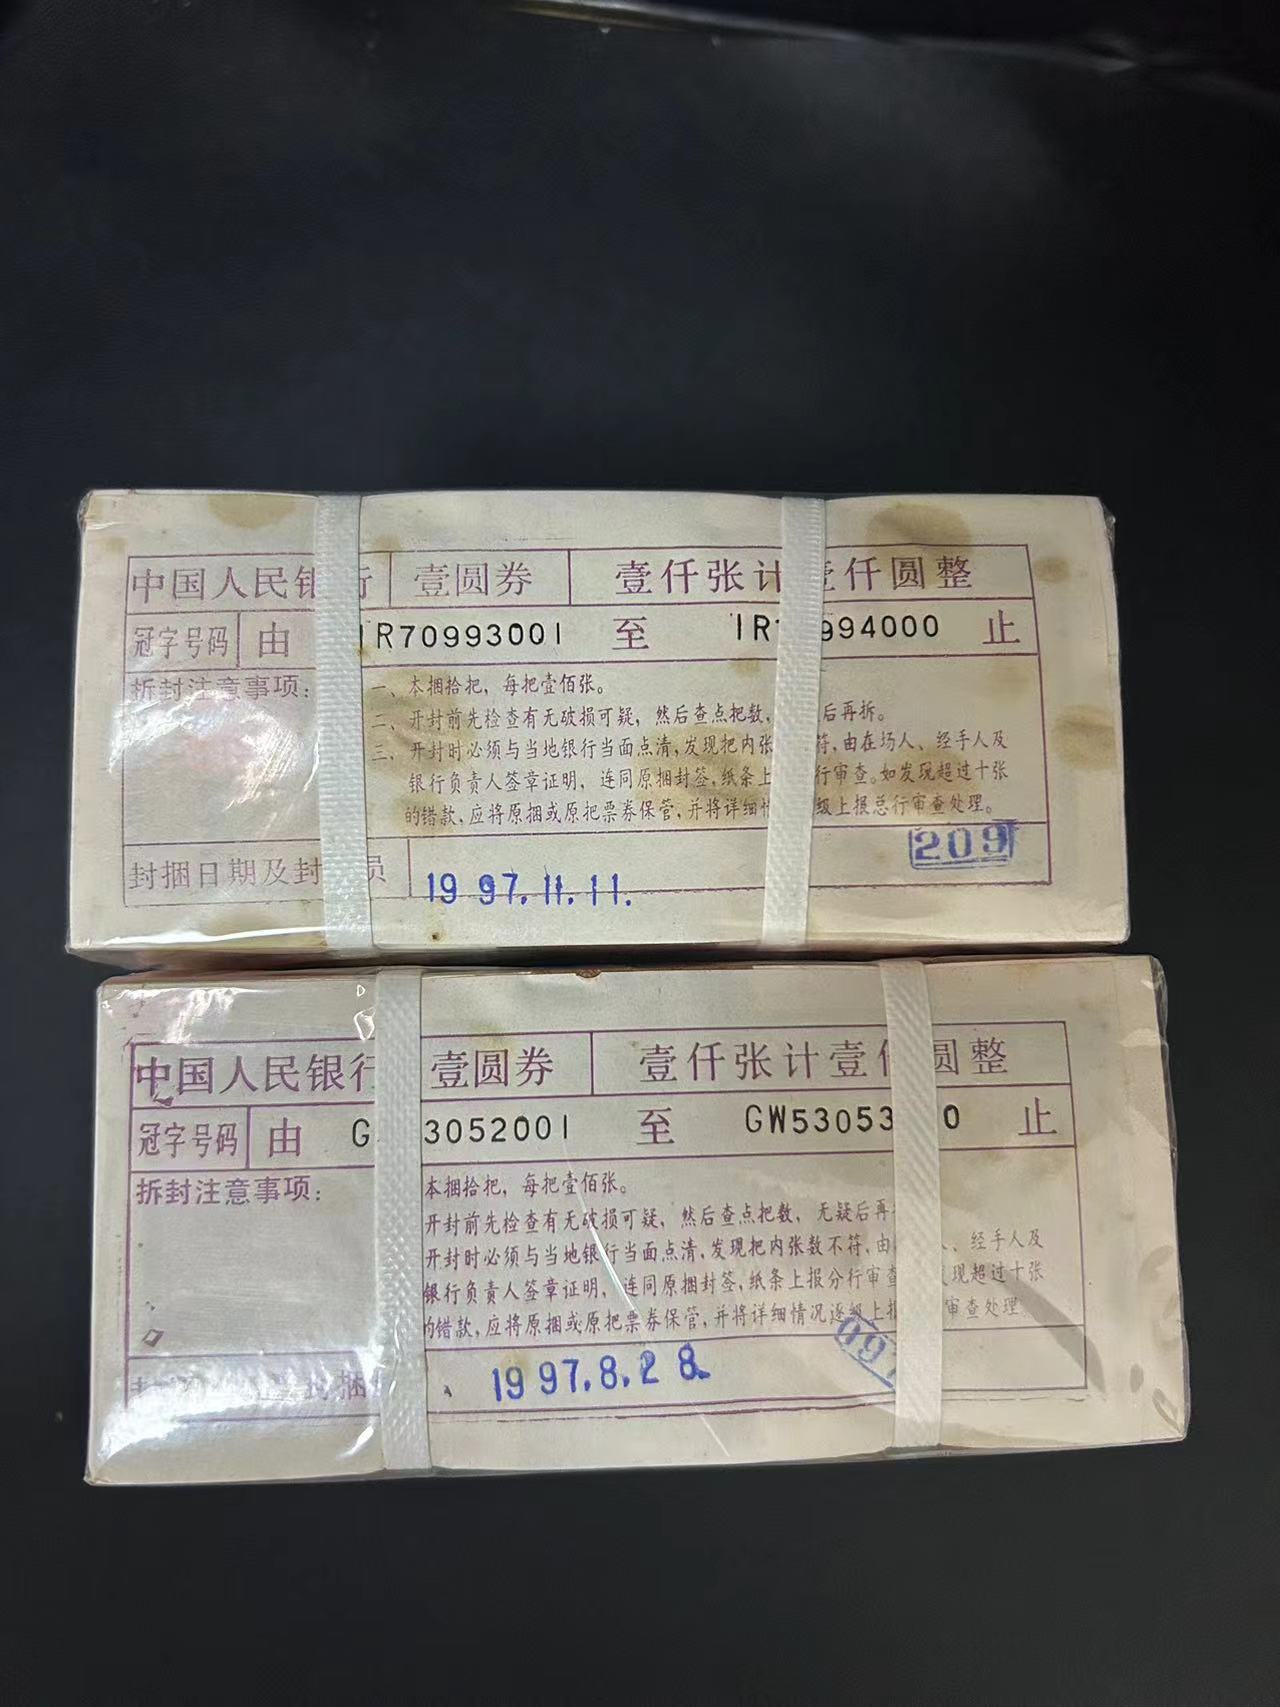 中国人民银行 壹圆券 壹仟张计壹仟圆整
冠字号码 由 IR70993001 至 IR 994000 止
拆封注意事项：
一、本捆拾把，每把壹佰张。
二、开封前先检查有无破损可疑，然后查点把数， 后再拆。
三、开封时必须与当地银行当面点清，发现把内张 符，由在场人、经手人及
银行负责人签章证明，连同原捆封签，纸条上 行审查。如发现超过十张
的错款，应将原捆或原把票券保管，并将详细情 级上报总行审查处理。
209
封捆日期及封 员 1997.11.11.
中国人民银行 壹圆券 壹仟张计壹仟圆整
冠字号码 由 G 3052001 至 GW53053 0 止
拆封注意事项：
本捆拾把，每把壹佰张。
开封前先检查有无破损可疑，然后查点把数，无疑后再
开封时必须与当地银行当面点清，发现把内张数不符，由 人、经手人及
银行负责人签章证明，连同原捆封签，纸条上报分行审查 发现超过十张
的错款，应将原捆或原把票券保管，并将详细情况逐级上报 审查处理
097
1997.8.28.